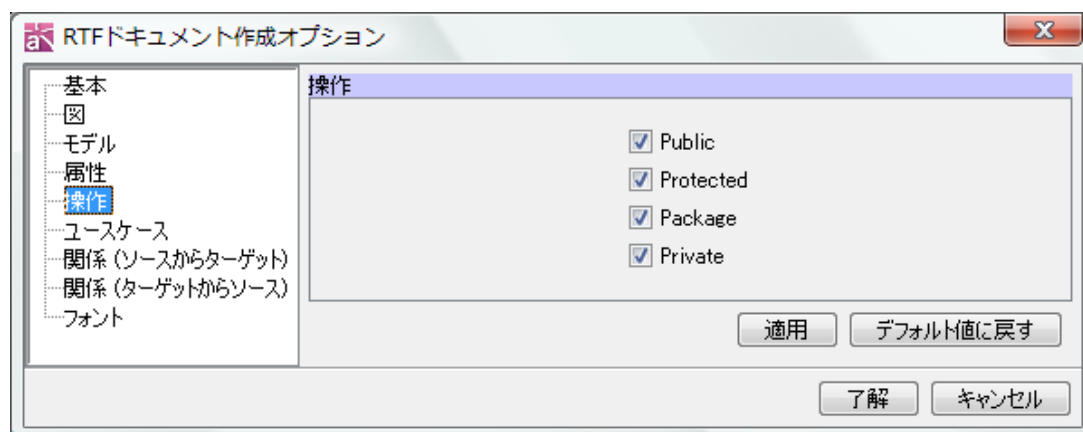 RTFドキュメント作成オプション
基本
図
モデル
属性
操作
ユースケース
関係 (ソースからターゲット)
関係 (ターゲットからソース)
フォント
操作
Public
Protected
Package
Private
適用
デフォルト値に戻す
了解
キャンセル